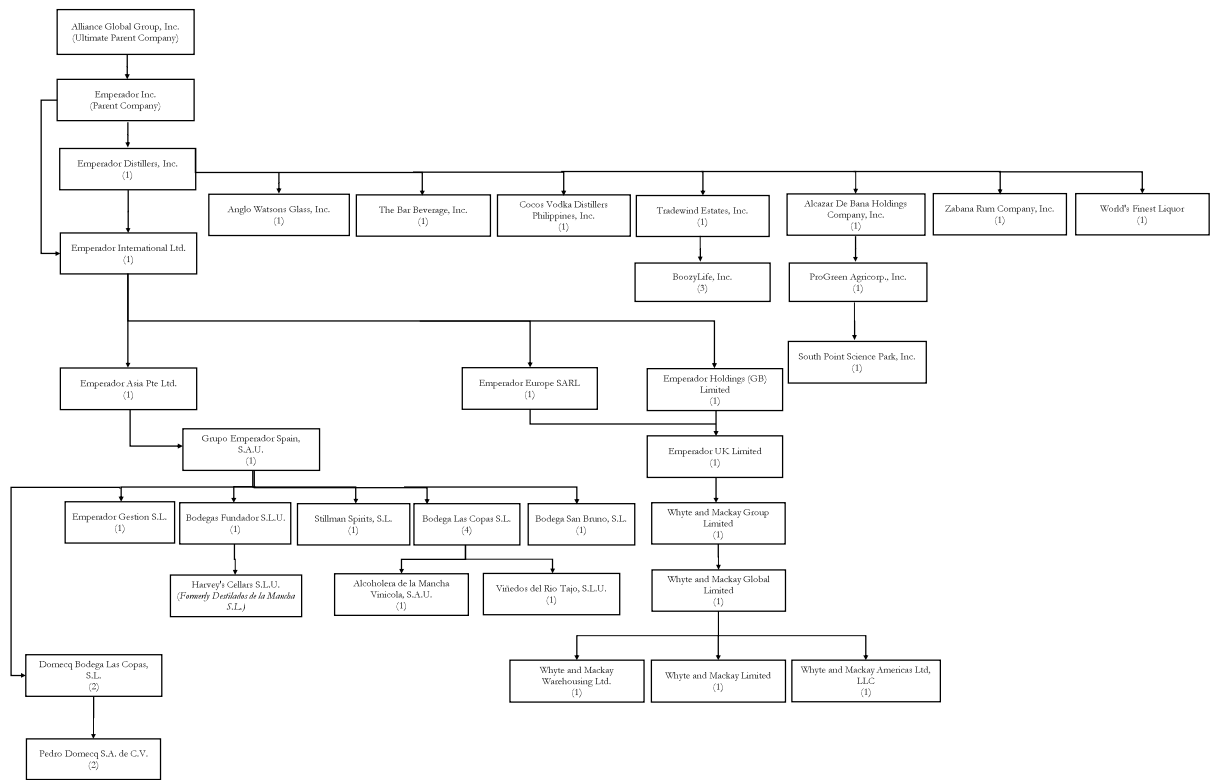 Alliance Global Group, Inc.
(Ultimate Parent Company)
Emperador Inc.
(Parent Company)
Emperador Distillers, Inc.
(1)
Anglo Watsons Glass, Inc.
(1)
The Bar Beverage, Inc.
(1)
Cocos Vodka Distillers
Philippines, Inc.
(1)
Tradewind Estates, Inc.
(1)
Alcazar De Bana Holdings
Company, Inc.
(1)
Zabana Rum Company, Inc.
(1)
World's Finest Liquor
(1)
Emperador International Ltd.
(1)
BoozyLife, Inc.
(3)
ProGreen Agricorp., Inc.
(1)
South Point Science Park, Inc.
(1)
Emperador Asia Pte Ltd.
(1)
Emperador Europe SARL
(1)
Emperador Holdings (GB)
Limited
(1)
Grupo Emperador Spain,
S.A.U.
(1)
Emperador UK Limited
(1)
Emperador Gestion S.L.
(1)
Bodegas Fundador S.L.U.
(1)
Stillman Spirits, S.L.
(1)
Bodega Las Copas S.L.
(4)
Bodega San Bruno, S.L.
(1)
Whyte and Mackay Group
Limited
(1)
Harvey's Cellars S.L.U.
(Formerly Destilados de la Mancha
S.L.)
Alcoholera de la Mancha
Vinicola, S.A.U.
(1)
Viñedos del Rio Tajo, S.L.U.
(1)
Whyte and Mackay Global
Limited
(1)
Domecq Bodega Las Copas,
S.L.
(2)
Whyte and Mackay
Warehousing Ltd.
(1)
Whyte and Mackay Limited
(1)
Whyte and Mackay Americas Ltd,
LLC
(1)
Pedro Domecq S.A. de C.V.
(2)